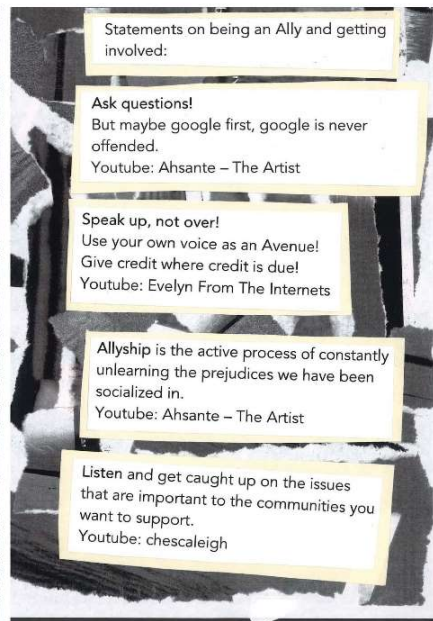 Statements on being an Ally and getting
involved:
Ask questions!
But maybe google first, google is never
offended.
Youtube: Ahsante – The Artist
Speak up, not over!
Use your own voice as an Avenue!
Give credit where credit is due!
Youtube: Evelyn From The Internets
Allyship is the active process of constantly
unlearning the prejudices we have been
socialized in.
Youtube: Ahsante – The Artist
Listen and get caught up on the issues
that are important to the communities you
want to support.
Youtube: chescaleigh